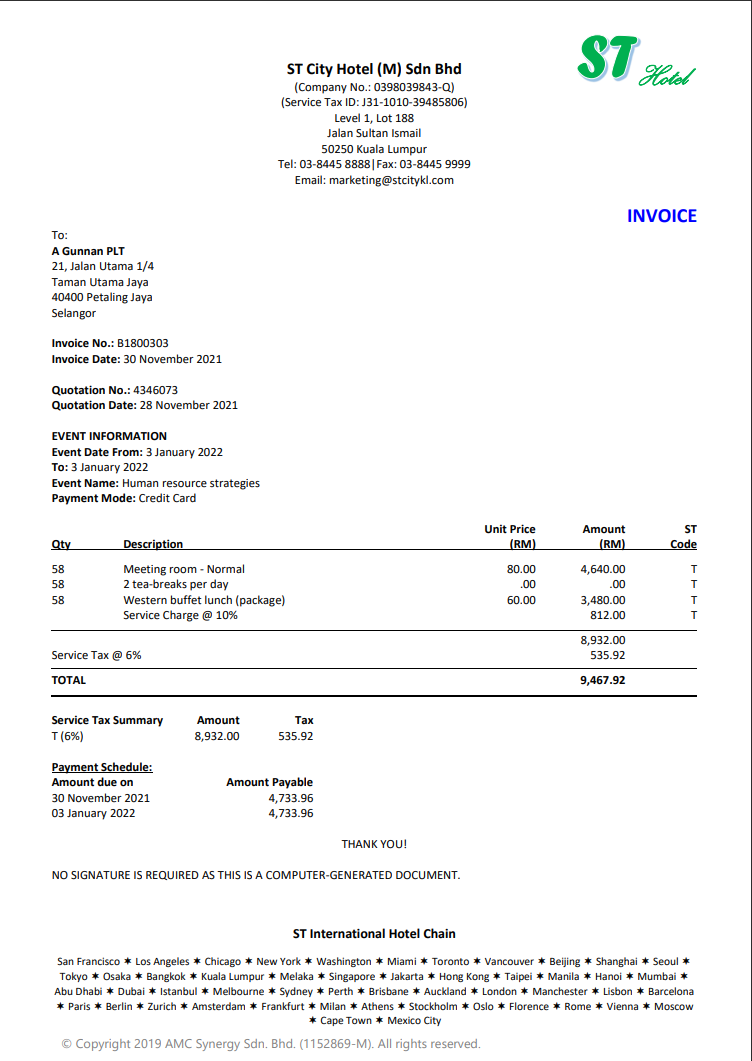 ST
Hotel
ST City Hotel (M) Sdn Bhd
(Company No.: 0398039843-Q)
(Service Tax ID: J31-1010-39485806)
Level 1, Lot 188
Jalan Sultan Ismail
50250 Kuala Lumpur
Tel: 03-8445 8888|Fax: 03-8445 9999
Email: marketing@stcitykl.com
INVOICE
To:
A Gunnan PLT
21, Jalan Utama 1/4
Taman Utama Jaya
40400 Petaling Jaya
Selangor
Invoice No.: B1800303
Invoice Date: 30 November 2021
Quotation No.: 4346073
Quotation Date: 28 November 2021
EVENT INFORMATION
Event Date From: 3 January 2022
To: 3 January 2022
Event Name: Human resource strategies
Payment Mode: Credit Card
Unit Price Amount ST
Qty Description (RM) (RM) Code
58 Meeting room - Normal 80.00 4,640.00 T
58 2 tea-breaks per day .00 .00 T
58 Western buffet lunch (package) 60.00 3,480.00 T
Service Charge @ 10% 812.00 T
8,932.00
Service Tax @ 6% 535.92
TOTAL 9,467.92
Service Tax Summary Amount Tax
T (6%) 8,932.00 535.92
Payment Schedule:
Amount due on Amount Payable
30 November 2021 4,733.96
03 January 2022 4,733.96
THANK YOU!
NO SIGNATURE IS REQUIRED AS THIS IS A COMPUTER-GENERATED DOCUMENT.
ST International Hotel Chain
San Francisco ✶ Los Angeles ✶ Chicago ✶ New York ✶ Washington ✶ Miami ✶ Toronto ✶ Vancouver ✶ Beijing ✶ Shanghai ✶ Seoul ✶
Tokyo ✶ Osaka ✶ Bangkok ✶ Kuala Lumpur ✶ Melaka ✶ Singapore ✶ Jakarta ✶ Hong Kong ✶ Taipei ✶ Manila ✶ Hanoi ✶ Mumbai ✶
Abu Dhabi ✶ Dubai ✶ Istanbul ✶ Melbourne ✶ Sydney ✶ Perth ✶ Brisbane ✶ Auckland ✶ London ✶ Manchester ✶ Lisbon ✶ Barcelona
✶ Paris ✶ Berlin ✶ Zurich ✶ Amsterdam ✶ Frankfurt ✶ Milan ✶ Athens ✶ Stockholm ✶ Oslo ✶ Florence ✶ Rome ✶ Vienna ✶ Moscow
✶ Cape Town ✶ Mexico City
© Copyright 2019 AMC Synergy Sdn. Bhd. (1152869-M). All rights reserved.